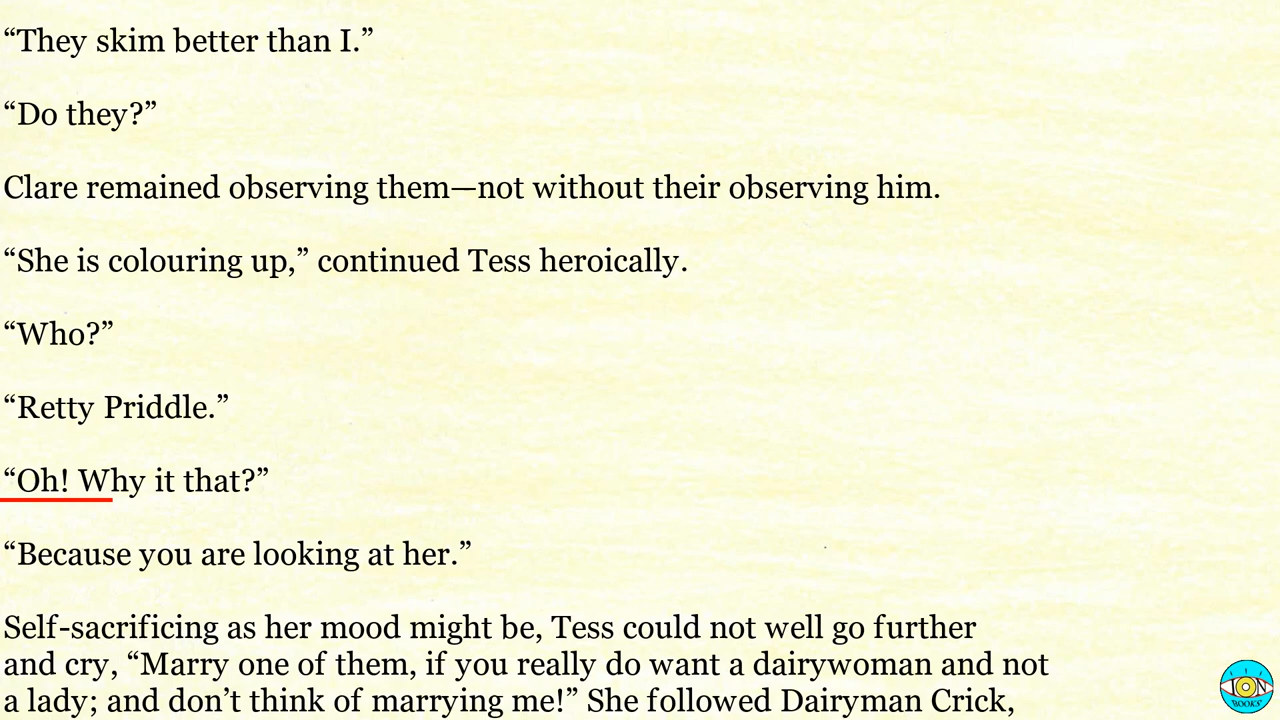 “They skim better than I.”
“Do they?”
Clare remained observing them—not without their observing him.
“She is colouring up,” continued Tess heroically.
“Who?”
“Retty Priddle.”
“Oh! Why it that?”
“Because you are looking at her.”
Self-sacrificing as her mood might be, Tess could not well go further
and cry, “Marry one of them, if you really do want a dairywoman and not
a lady; and don’t think of marrying me!” She followed Dairyman Crick,
ION
BOOKS